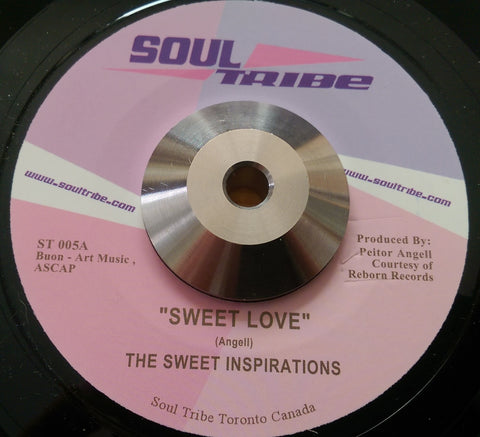 SOUL
TRIBE
www.soultribe.com
www.soultribe.com
ST 005A
Buon - Art Music ,
ASCAP
Produced By:
Peitor Angell
Courtesy of
Reborn Records
"SWEET LOVE"
(Angell)
THE SWEET INSPIRATIONS
Soul Tribe Toronto Canada